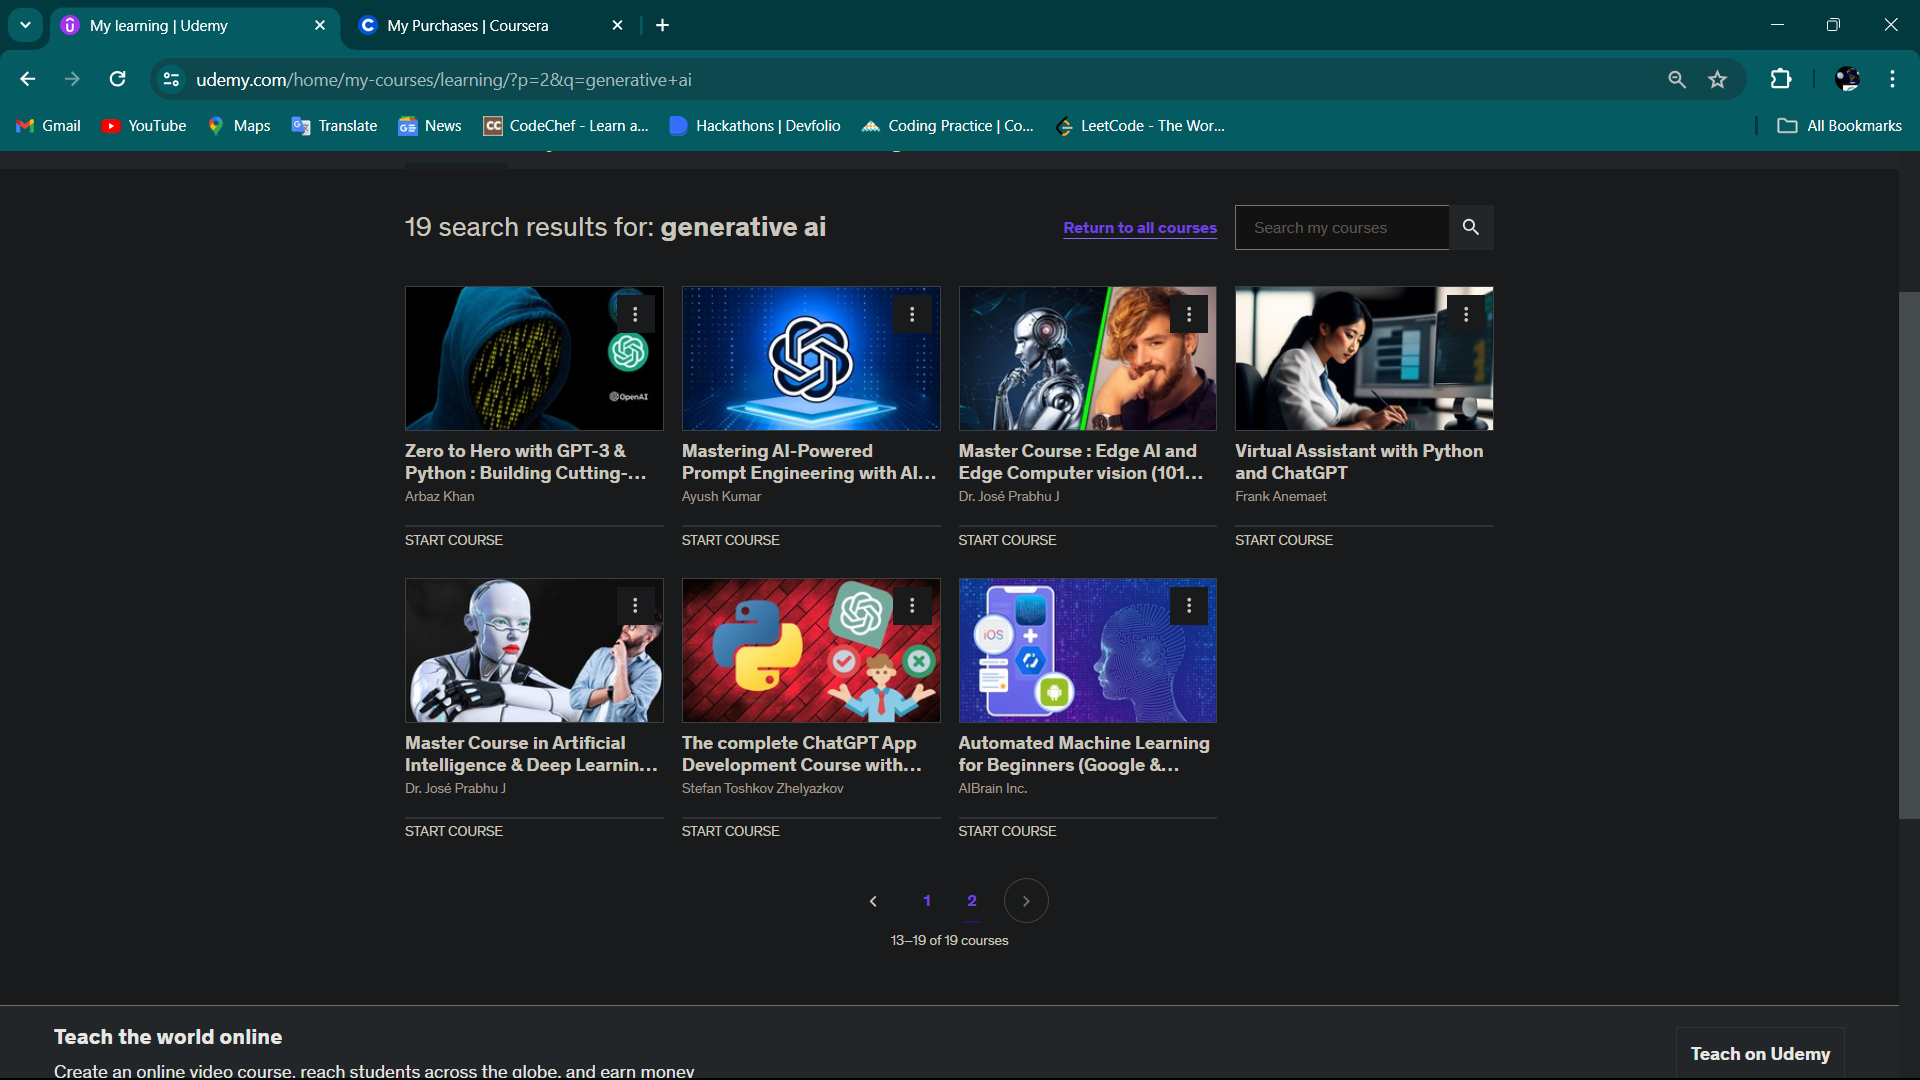 My learning | Udemy
My Purchases | Coursera
udemy.com/home/my-courses/learning/?p=2&q=generative+ai
Gmail
YouTube
Maps
Translate
News
CodeChef - Learn a...
Hackathons | Devfolio
Coding Practice | Co...
LeetCode - The Wor...
All Bookmarks
19 search results for: generative ai
Return to all courses
Search my courses
OpenAI
Zero to Hero with GPT-3 &
Python : Building Cutting-...
Arbaz Khan
START COURSE
Mastering AI-Powered
Prompt Engineering with AI...
Ayush Kumar
START COURSE
Master Course : Edge AI and
Edge Computer vision (101...
Dr. José Prabhu J
START COURSE
Virtual Assistant with Python
and ChatGPT
Frank Anemaet
START COURSE
Master Course in Artificial
Intelligence & Deep Learnin...
Dr. José Prabhu J
START COURSE
The complete ChatGPT App
Development Course with...
Stefan Toshkov Zhelyazkov
START COURSE
iOS
Automated Machine Learning
for Beginners (Google &...
AIBrain Inc.
START COURSE
1 2
13–19 of 19 courses
Teach the world online
Create an online video course, reach students across the globe, and earn money
Teach on Udemy